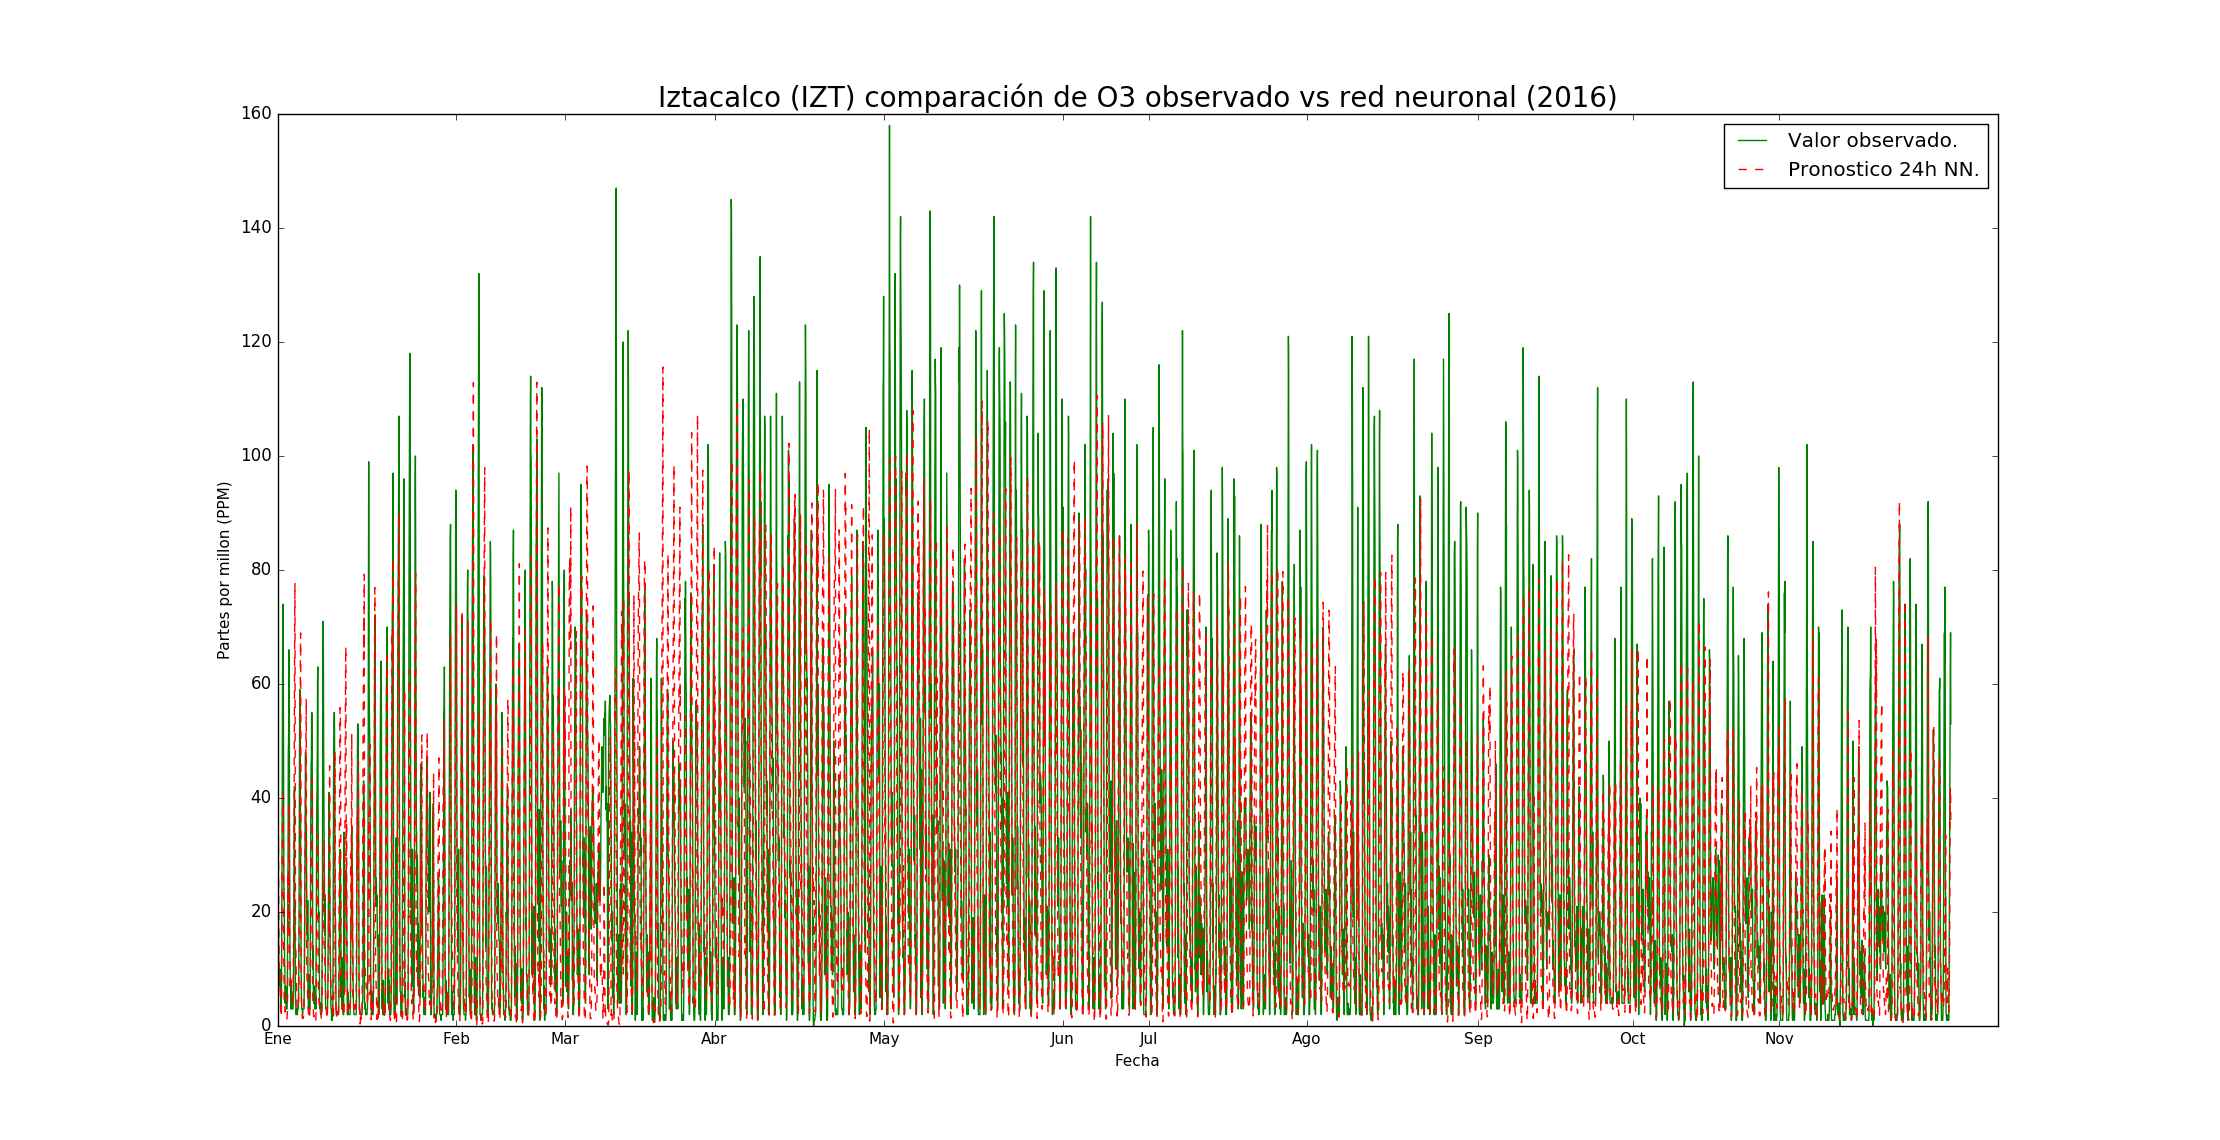 Iztacalco (IZT) comparación de O3 observado vs red neuronal (2016)
160
140
120
100
80
60
40
20
0
Partes por millon (PPM)
Valor observado.
Pronostico 24h NN.
Ene Feb Mar Abr May Jun Jul Ago Sep Oct Nov
Fecha